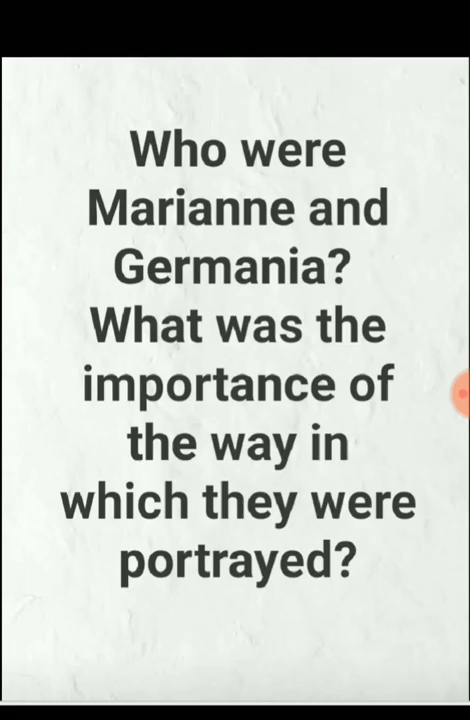 Who were
Marianne and
Germania?
What was the
importance of
the way in
which they were
portrayed?